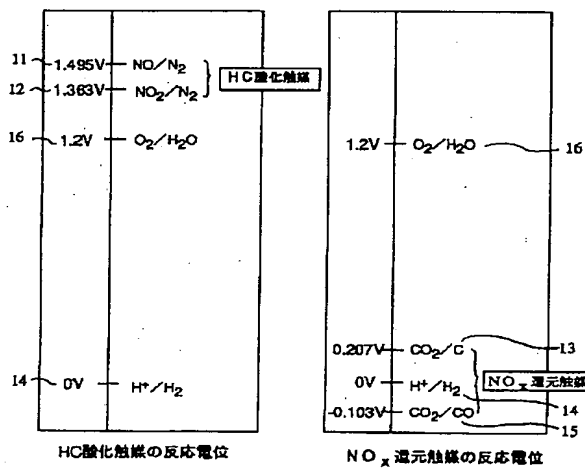 11 1.495V NO/N₂
HC酸化触媒
12 1.363V NO₂/N₂
16 1.2V O₂/H₂O
14 0V H⁺/H₂
HC酸化触媒の反応電位
1.2V O₂/H₂O 16
0.207V CO₂/C 13
0V H⁺/H₂ NOₓ還元触媒
14
-0.103V CO₂/CO
15
NOₓ還元触媒の反応電位